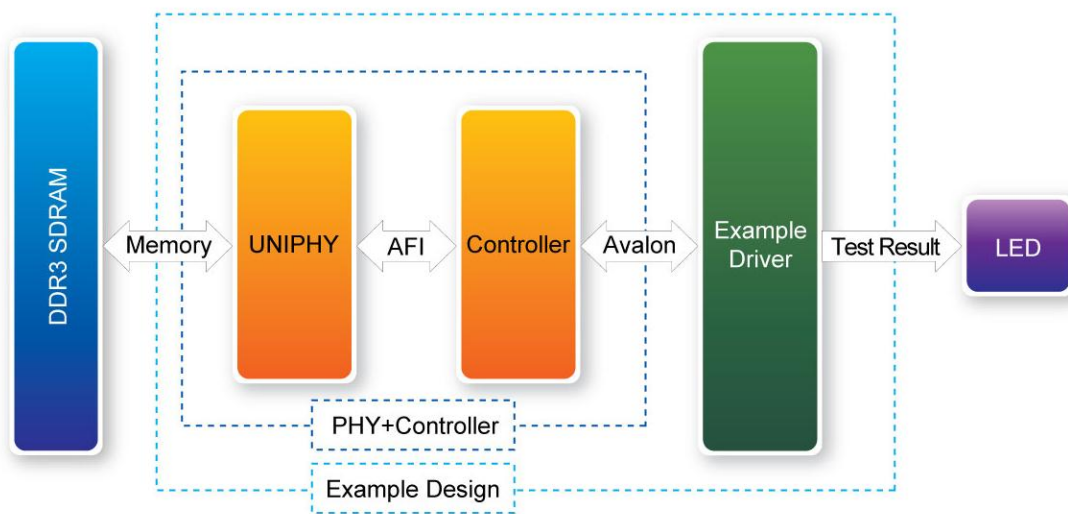 DDR3 SDRAM
Memory
UNIPHY
AFI
Controller
Avalon
Example
Driver
Test Result
LED
PHY+Controller
Example Design